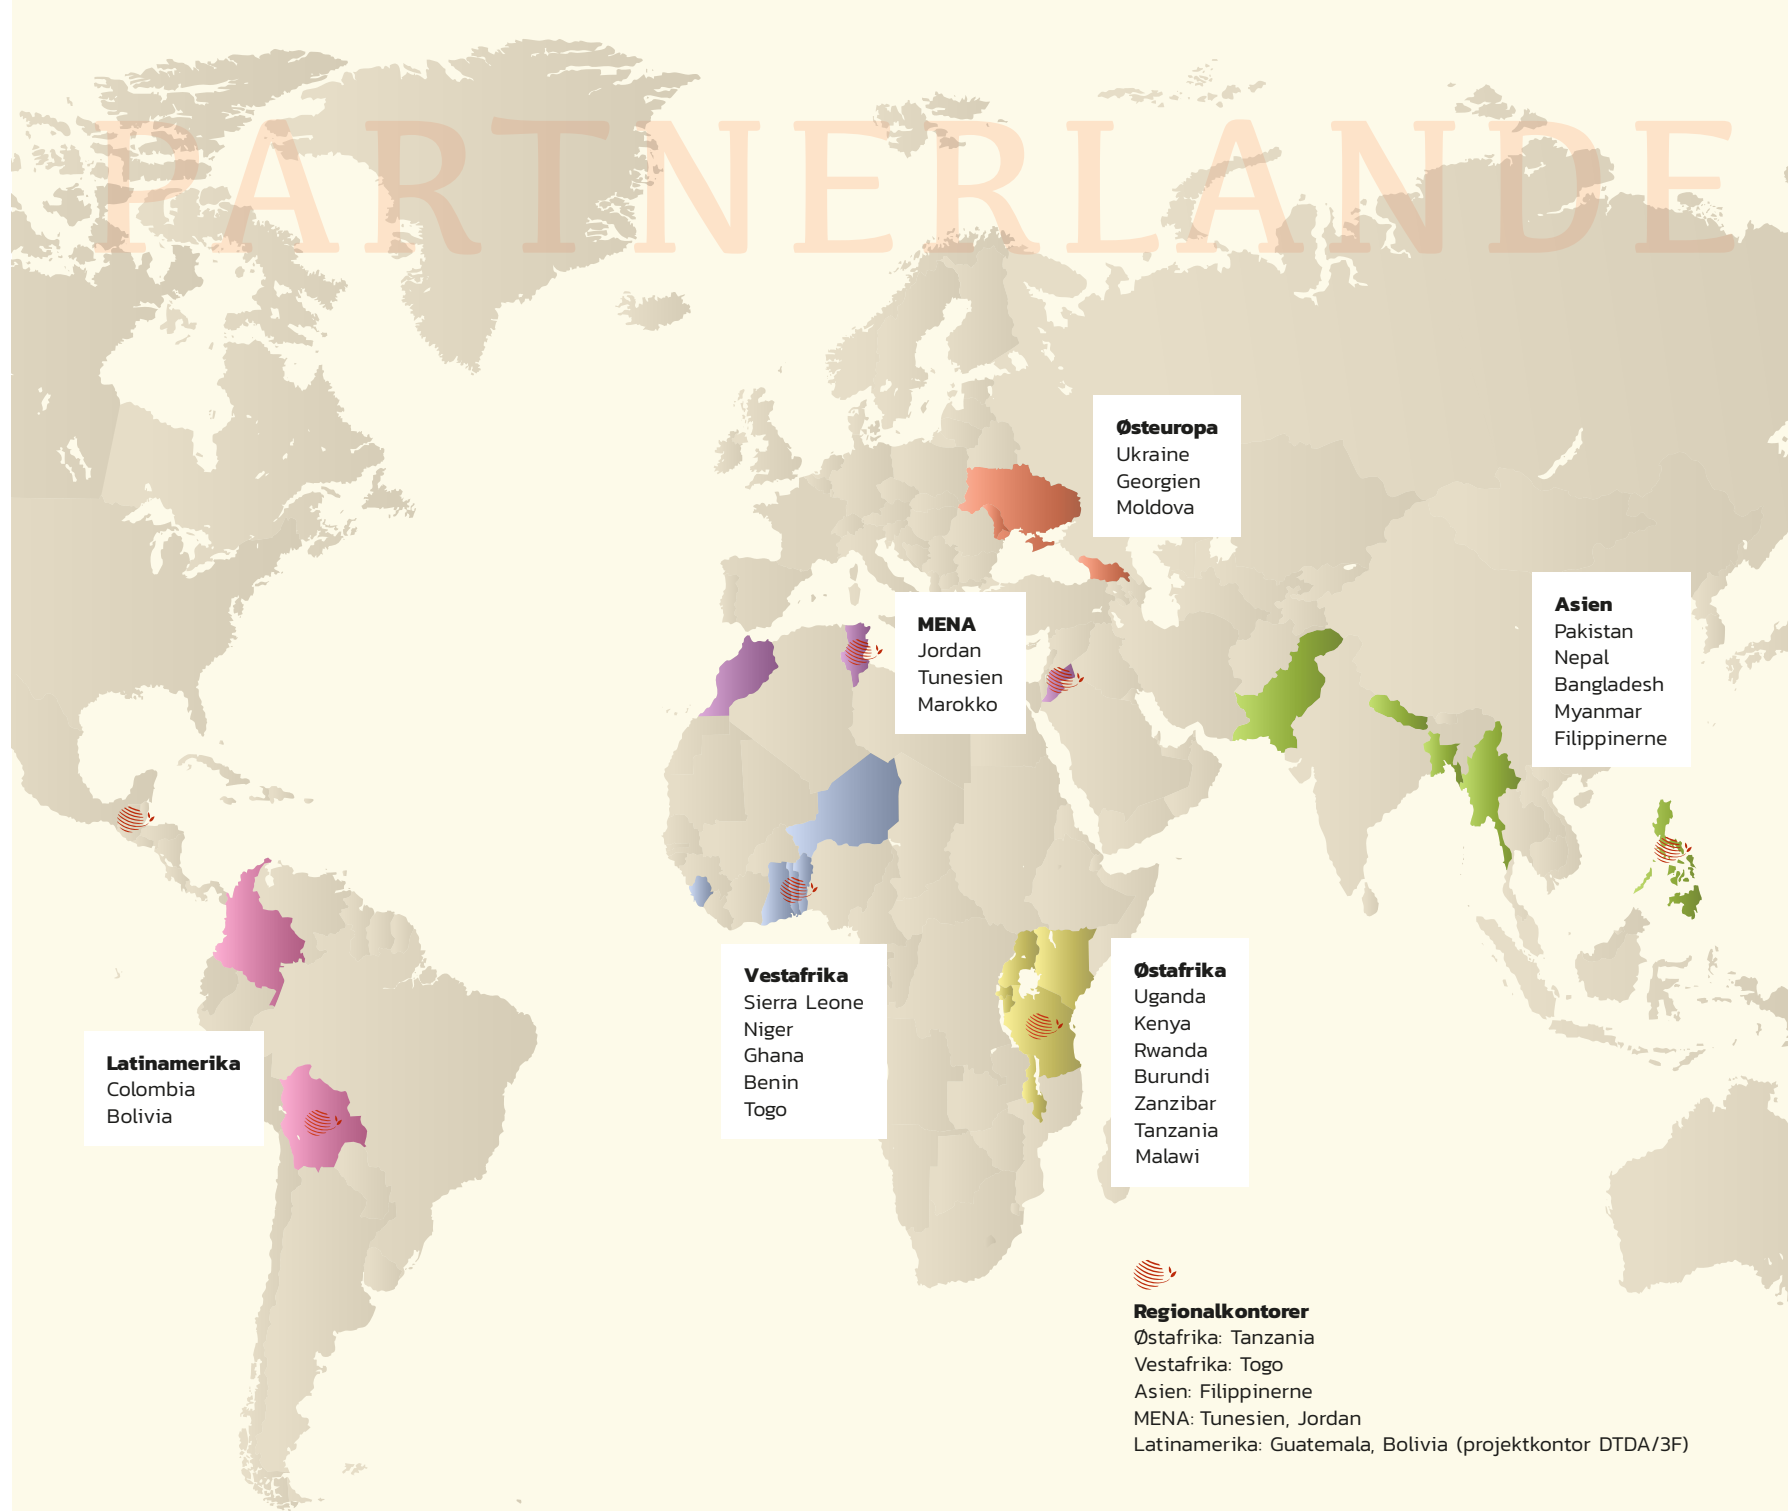 PARTNERLANDE
Østeuropa
Ukraine
Georgien
Moldova
MENA
Jordan
Tunesien
Marokko
Asien
Pakistan
Nepal
Bangladesh
Myanmar
Filippinerne
Vestafrika
Sierra Leone
Niger
Ghana
Benin
Togo
Østafrika
Uganda
Kenya
Rwanda
Burundi
Zanzibar
Tanzania
Malawi
Latinamerika
Colombia
Bolivia
Regionalkontorer
Østafrika: Tanzania
Vestafrika: Togo
Asien: Filippinerne
MENA: Tunesien, Jordan
Latinamerika: Guatemala, Bolivia (projektkontor DTDA/3F)